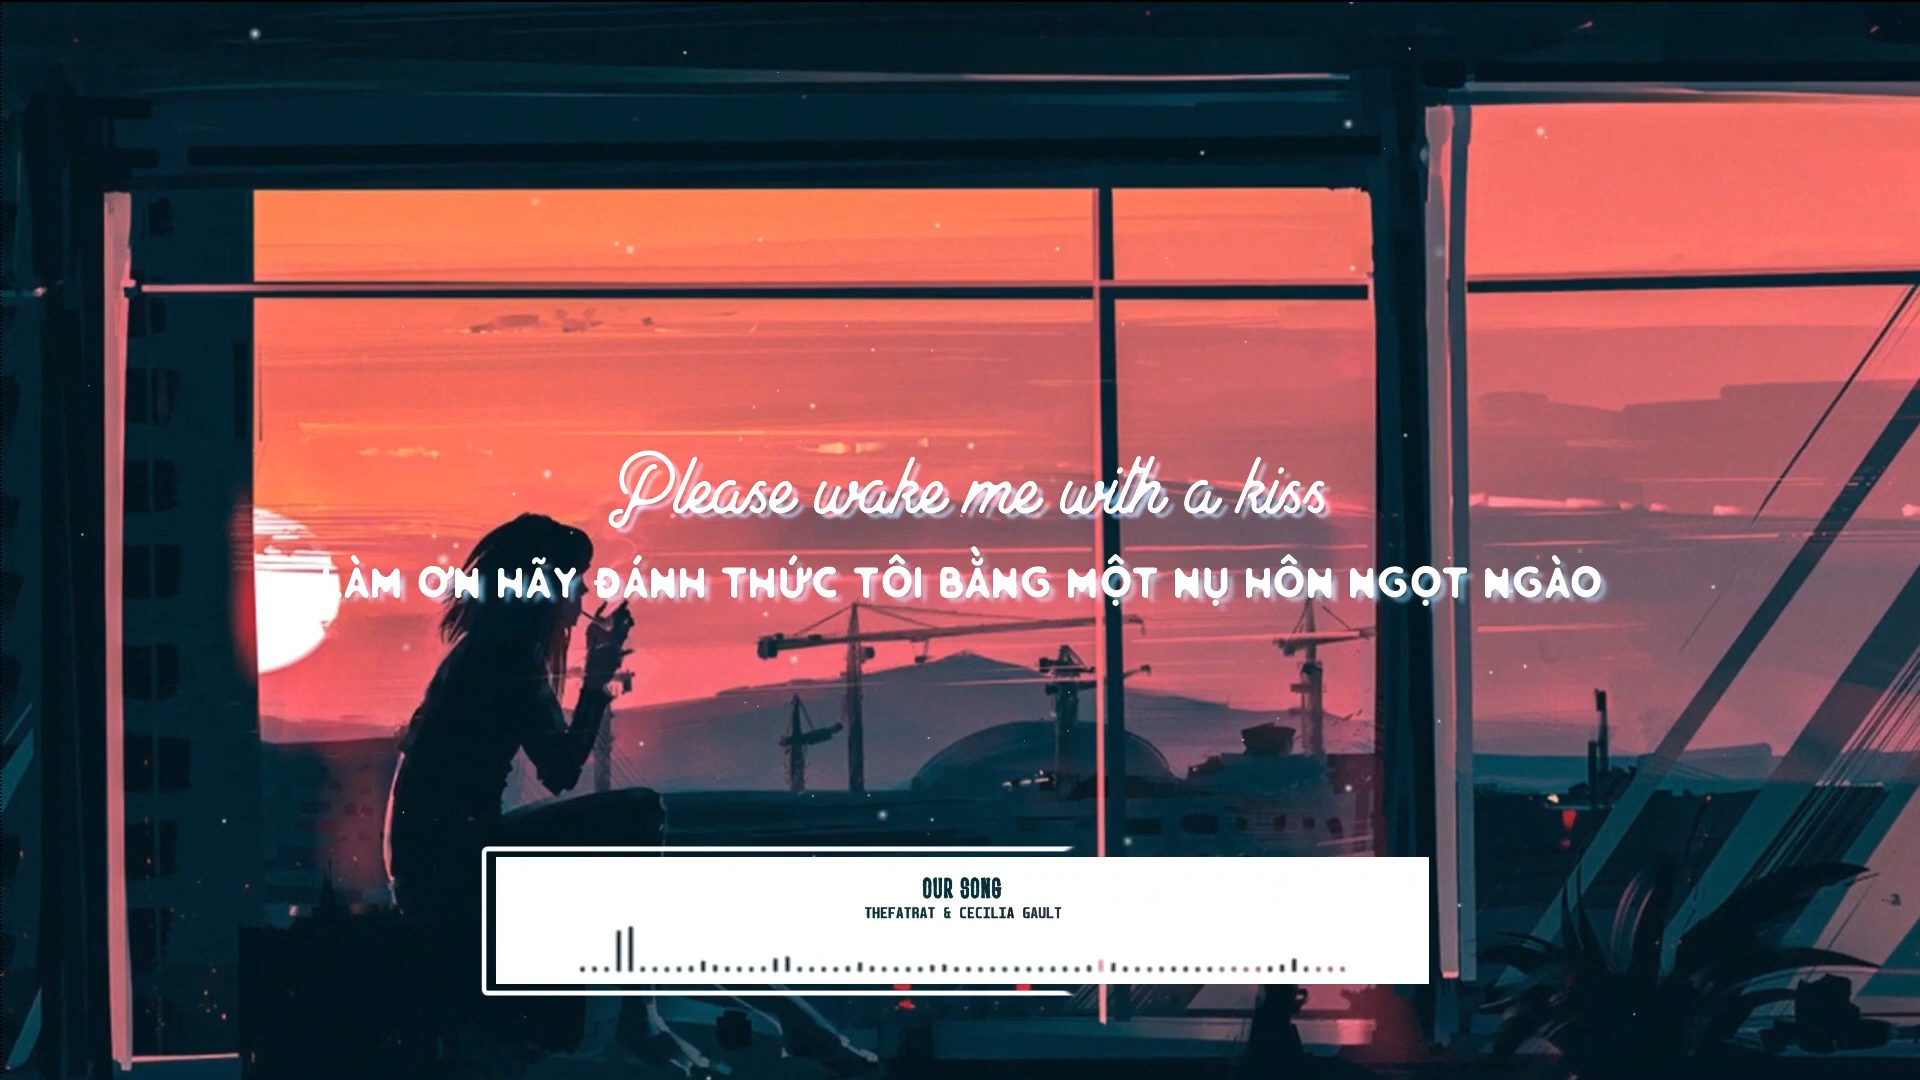 Please wake me with a kiss
LÀM ƠN HÃY ĐÁNH THỨC TÔI BẰNG MỘT NỤ HÔN NGỌT NGÀO
OUR SONG
THEFATRAT & CECILIA GAULT